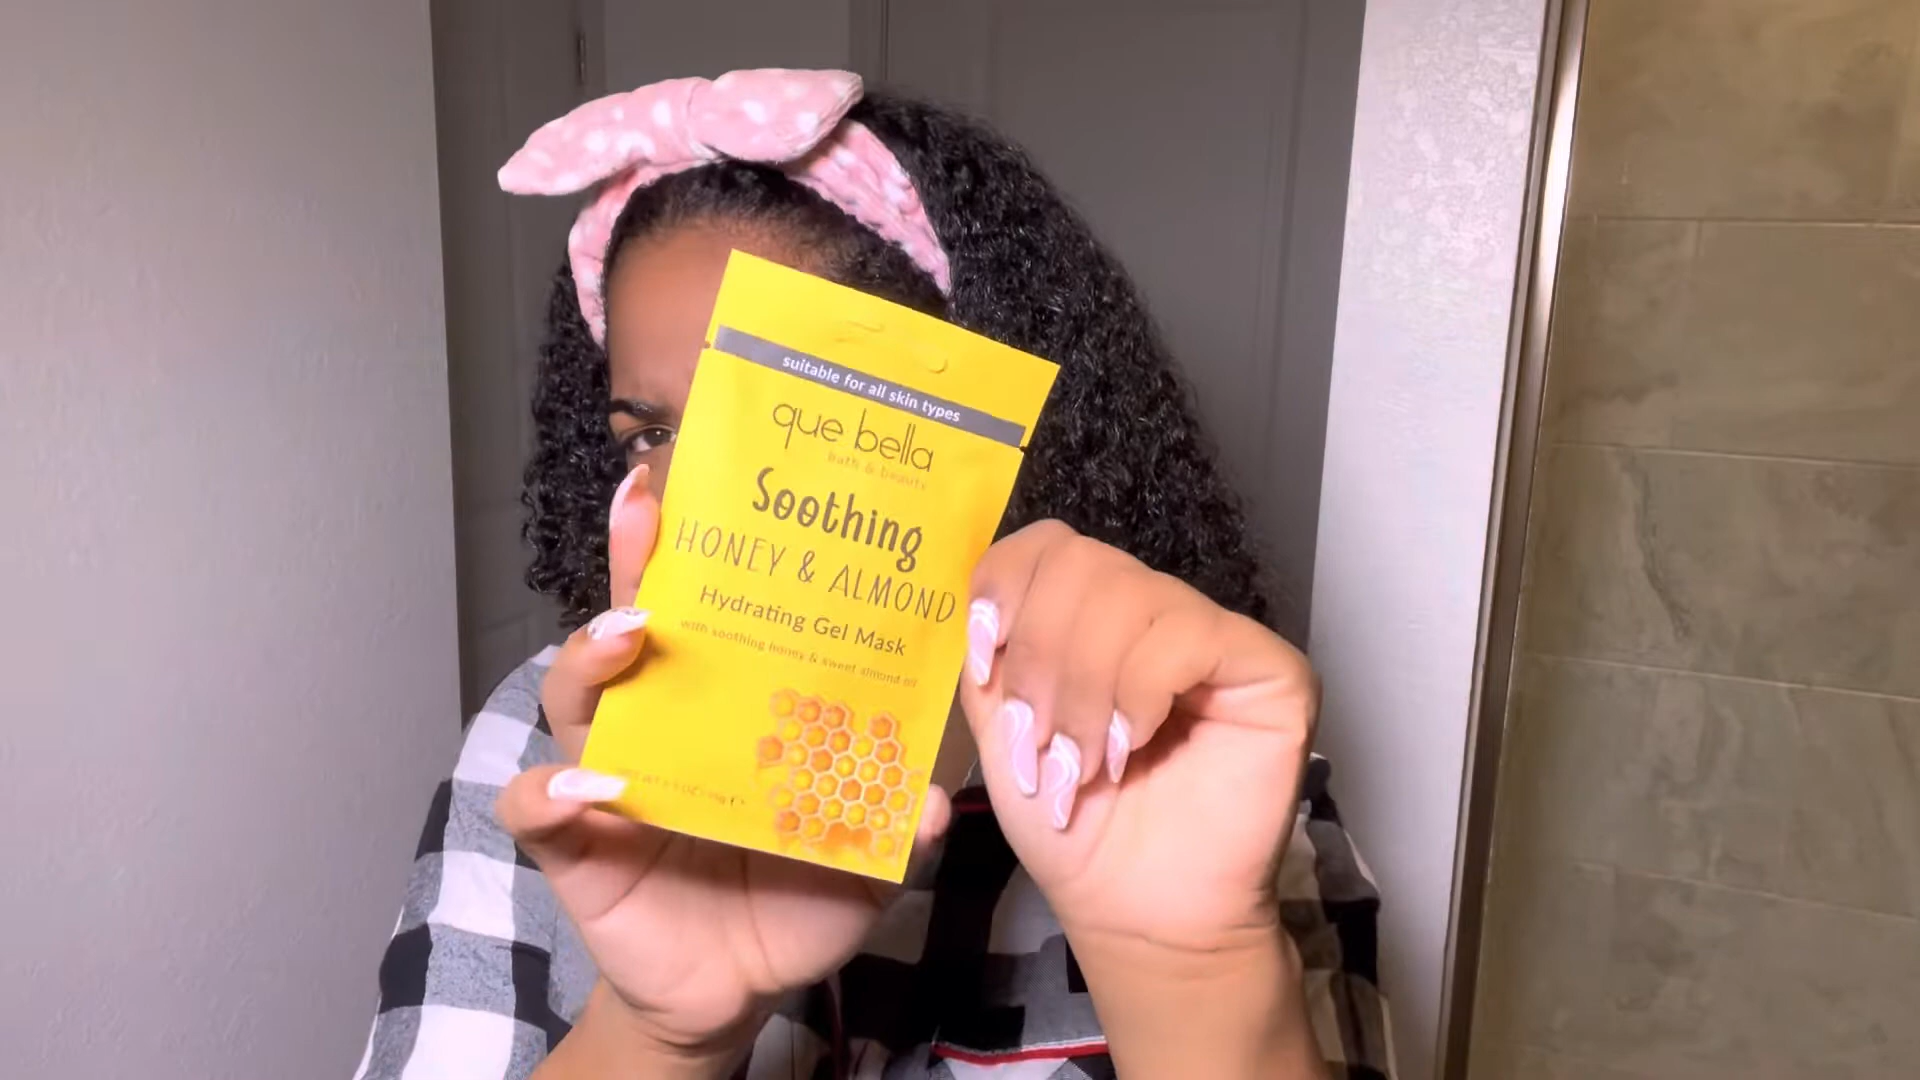 suitable for all skin types
que bella
bath & beauty
Soothing
HONEY & ALMOND
Hydrating Gel Mask
with soothing honey & sweet almond oil